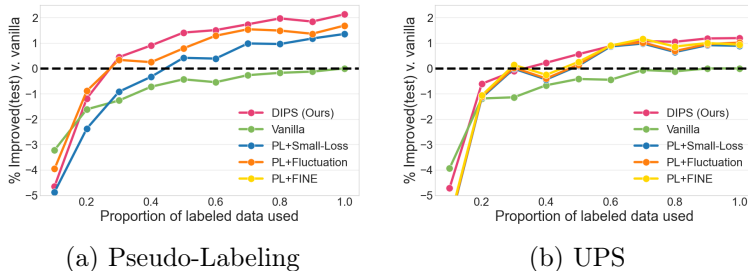 % Improved(test) v. vanilla
2
1
0
−1
−2
−3
−4
−5
0.2
0.4
0.6
0.8
1.0
Proportion of labeled data used
DIPS (Ours)
Vanilla
PL+Small-Loss
PL+Fluctuation
PL+FINE
(a) Pseudo-Labeling
% Improved(test) v. vanilla
2
1
0
−1
−2
−3
−4
−5
0.2
0.4
0.6
0.8
1.0
Proportion of labeled data used
DIPS (Ours)
Vanilla
PL+Small-Loss
PL+Fluctuation
PL+FINE
(b) UPS